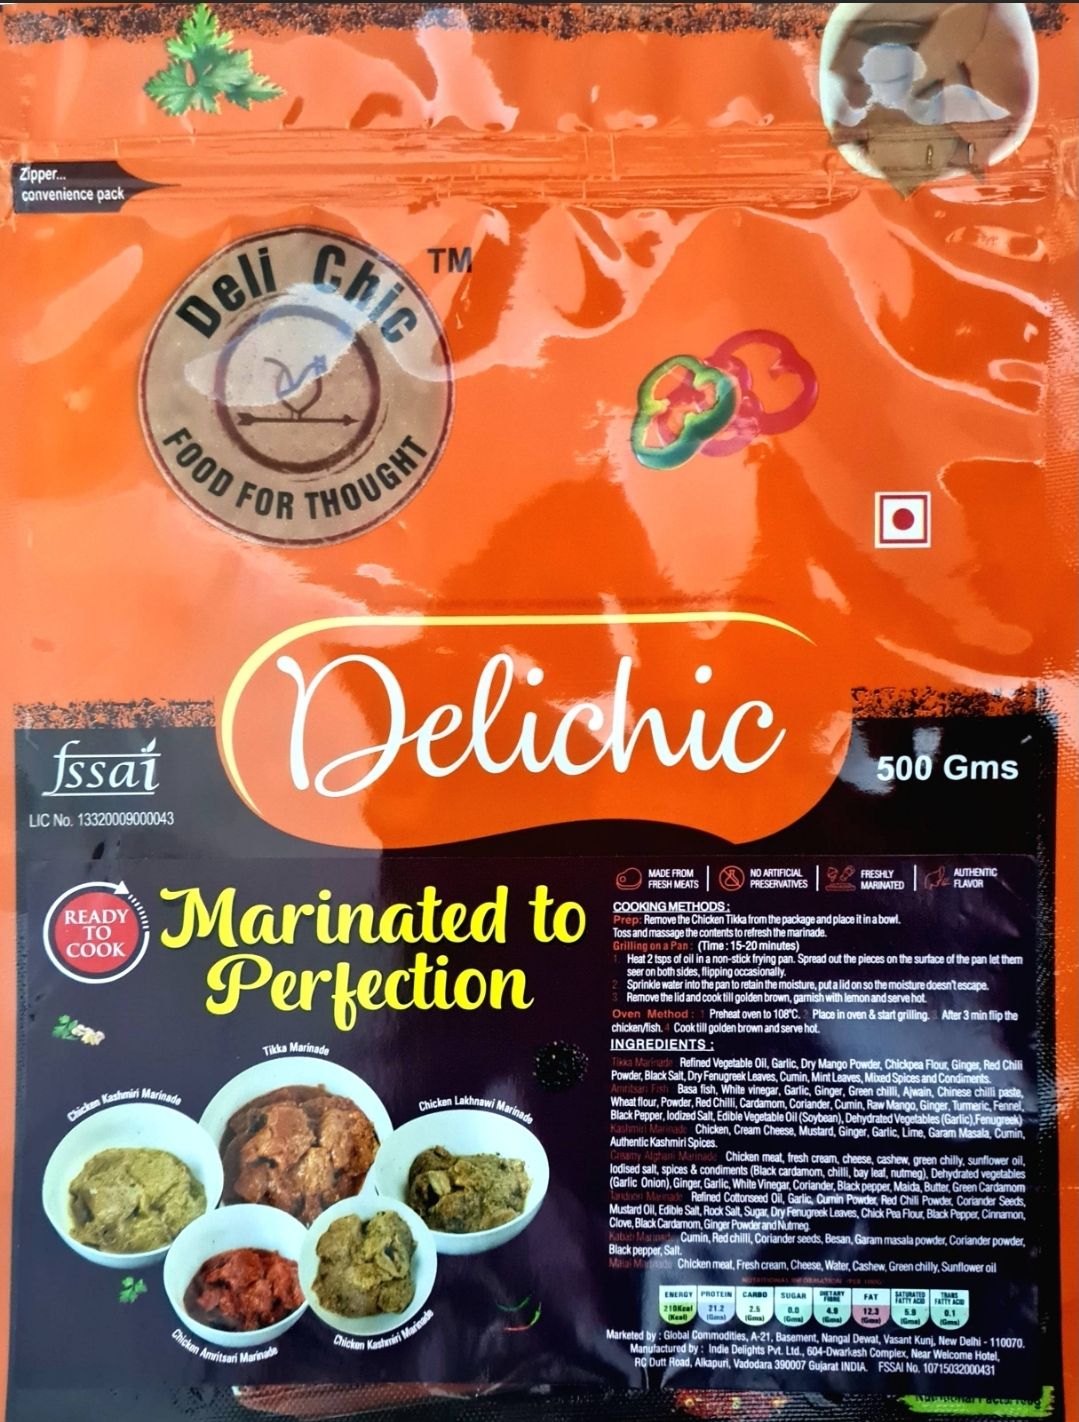 Zipper...
convenience pack
Deli Chic
TM
FOOD FOR THOUGHT
Delichic
fssai
LIC No. 13320009000043
500 Gms
READY
TO
COOK
Marinated to
Perfection
Tikka Marinade
Chicken Kashmiri Marinade
Chicken Lakhnawi Marinade
Chicken Amritsari Marinade
Chicken Kashmiri Marinade
MADE FROM
FRESH MEATS
NO ARTIFICIAL
PRESERVATIVES
FRESHLY
MARINATED
AUTHENTIC
FLAVOR
COOKING METHODS :
Prep: Remove the Chicken Tikka from the package and place it in a bowl.
Toss and massage the contents to refresh the marinade.
Grilling on a Pan : (Time : 15-20 minutes)
1. Heat 2 tsps of oil in a non-stick frying pan. Spread out the pieces on the surface of the pan let them
seer on both sides, flipping occasionally.
2. Sprinkle water into the pan to retain the moisture, put a lid on so the moisture doesn't escape.
3. Remove the lid and cook till golden brown, garnish with lemon and serve hot.
Oven Method : 1 Preheat oven to 108°C. 2 Place in oven & start grilling. 3 After 3 min flip the
chicken/fish. 4 Cook till golden brown and serve hot.
INGREDIENTS :
Tikka Marinade Refined Vegetable Oil, Garlic, Dry Mango Powder, Chickpea Flour, Ginger, Red Chili
Powder, Black Salt, Dry Fenugreek Leaves, Cumin, Mint Leaves, Mixed Spices and Condiments.
Amritsari Fish Basa fish, White vinegar, Garlic, Ginger, Green chilli, Ajwain, Chinese chilli paste,
Wheat flour, Powder, Red Chilli, Cardamom, Coriander, Cumin, Raw Mango, Ginger, Turmeric, Fennel,
Black Pepper, Iodized Salt, Edible Vegetable Oil (Soybean), Dehydrated Vegetables (Garlic),Fenugreek)
Kashmiri Marinade Chicken, Cream Cheese, Mustard, Ginger, Garlic, Lime, Garam Masala, Cumin,
Authentic Kashmiri Spices.
Creamy Afghani Marinade Chicken meat, fresh cream, cheese, cashew, green chilly, sunflower oil,
Iodised salt, spices & condiments (Black cardamom, chilli, bay leaf, nutmeg), Dehydrated vegetables
(Garlic Onion), Ginger, Garlic, White Vinegar, Coriander, Black pepper, Maida, Butter, Green Cardamom
Tandoori Marinade Refined Cottonseed Oil, Garlic, Cumin Powder, Red Chili Powder, Coriander Seeds,
Mustard Oil, Edible Salt, Rock Salt, Sugar, Dry Fenugreek Leaves, Chick Pea Flour, Black Pepper, Cinnamon,
Clove, Black Cardamom, Ginger Powder and Nutmeg.
Kabab Marinade Cumin, Red chilli, Coriander seeds, Besan, Garam masala powder, Coriander powder,
Black pepper, Salt.
Malai Marinade Chicken meat, Fresh cream, Cheese, Water, Cashew, Green chilly, Sunflower oil
NUTRITIONAL INFORMATION (PER 100G)
ENERGY PROTEIN CARBO SUGAR DIETARY FIBRE FAT SATURATED FATTY ACID TRANS FATTY ACID
210Kcal 21.2 2.5 0.0 4.9 12.3 5.9 0.1
(Kcal) (Gms) (Gms) (Gms) (Gms) (Gms) (Gms) (Gms)
Marketed by : Global Commodities, A-21, Basement, Nangal Dewat, Vasant Kunj, New Delhi - 110070.
Manufactured by : Indie Delights Pvt. Ltd., 604-Dwarkesh Complex, Near Welcome Hotel,
RC Dutt Road, Alkapuri, Vadodara 390007 Gujarat INDIA. FSSAI No. 10715032000431